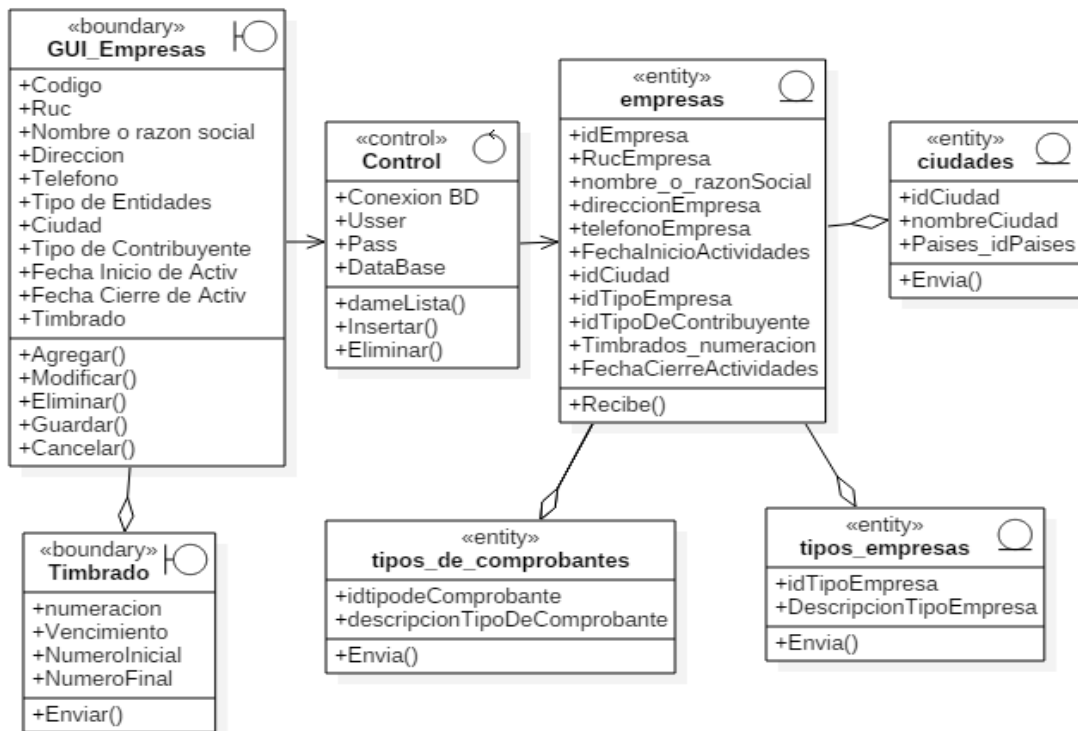 «boundary»
GUI_Empresas
+Codigo
+Ruc
+Nombre o razon social
+Direccion
+Telefono
+Tipo de Entidades
+Ciudad
+Tipo de Contribuyente
+Fecha Inicio de Activ
+Fecha Cierre de Activ
+Timbrado
+Agregar()
+Modificar()
+Eliminar()
+Guardar()
+Cancelar()
«control»
Control
+Conexion BD
+Usser
+Pass
+DataBase
+dameLista()
+Insertar()
+Eliminar()
«entity»
empresas
+idEmpresa
+RucEmpresa
+nombre_o_razonSocial
+direccionEmpresa
+telefonoEmpresa
+FechaInicioActividades
+idCiudad
+idTipoEmpresa
+idTipoDeContribuyente
+Timbrados_numeracion
+FechaCierreActividades
+Recibe()
«entity»
ciudades
+idCiudad
+nombreCiudad
+Paises_idPaises
+Envia()
«boundary»
Timbrado
+numeracion
+Vencimiento
+NumeroInicial
+NumeroFinal
+Enviar()
«entity»
tipos_de_comprobantes
+idtipodeComprobante
+descripcionTipoDeComprobante
+Envia()
«entity»
tipos_empresas
+idTipoEmpresa
+DescripcionTipoEmpresa
+Envia()